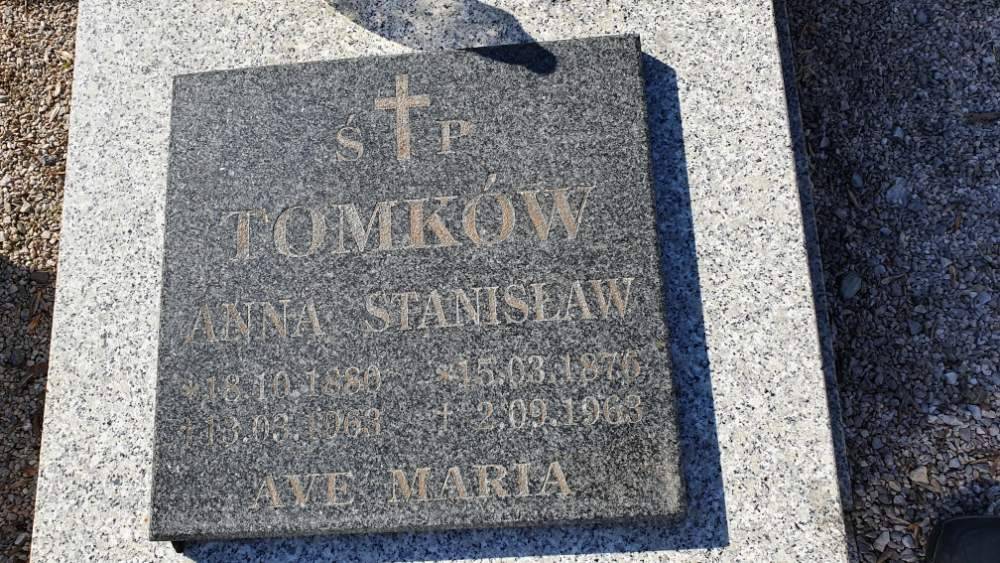 Ś P
TOMKÓW
ANNA STANISŁAW
*18.10.1880 *15.03.1876
†13.03.1963 † 2.09.1963
AVE MARIA